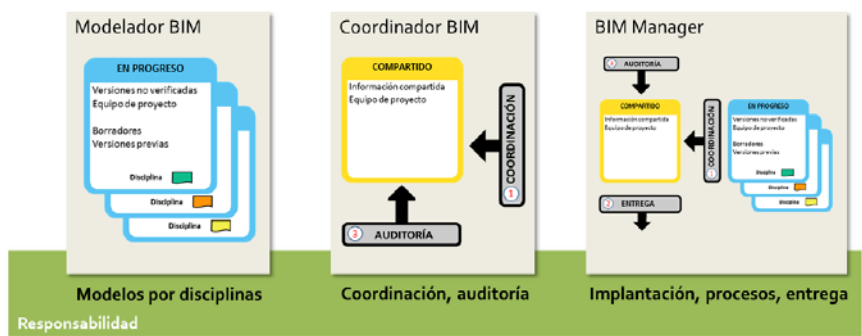 Modelador BIM
EN PROGRESO
Versiones no verificadas
Equipo de proyecto
Borradores
Versiones previas
Disciplina
Disciplina
Disciplina
Coordinador BIM
COMPARTIDO
Información compartida
Equipo de proyecto
COORDINACIÓN
1
3 AUDITORÍA
BIM Manager
3 AUDITORÍA
COMPARTIDO
Información compartida
Equipo de proyecto
COORDINACIÓN
1
EN PROGRESO
Versiones no verificadas
Equipo de proyecto
Borradores
Versiones previas
Disciplina
Disciplina
Disciplina
2 ENTREGA
Modelos por disciplinas
Coordinación, auditoría
Implantación, procesos, entrega
Responsabilidad